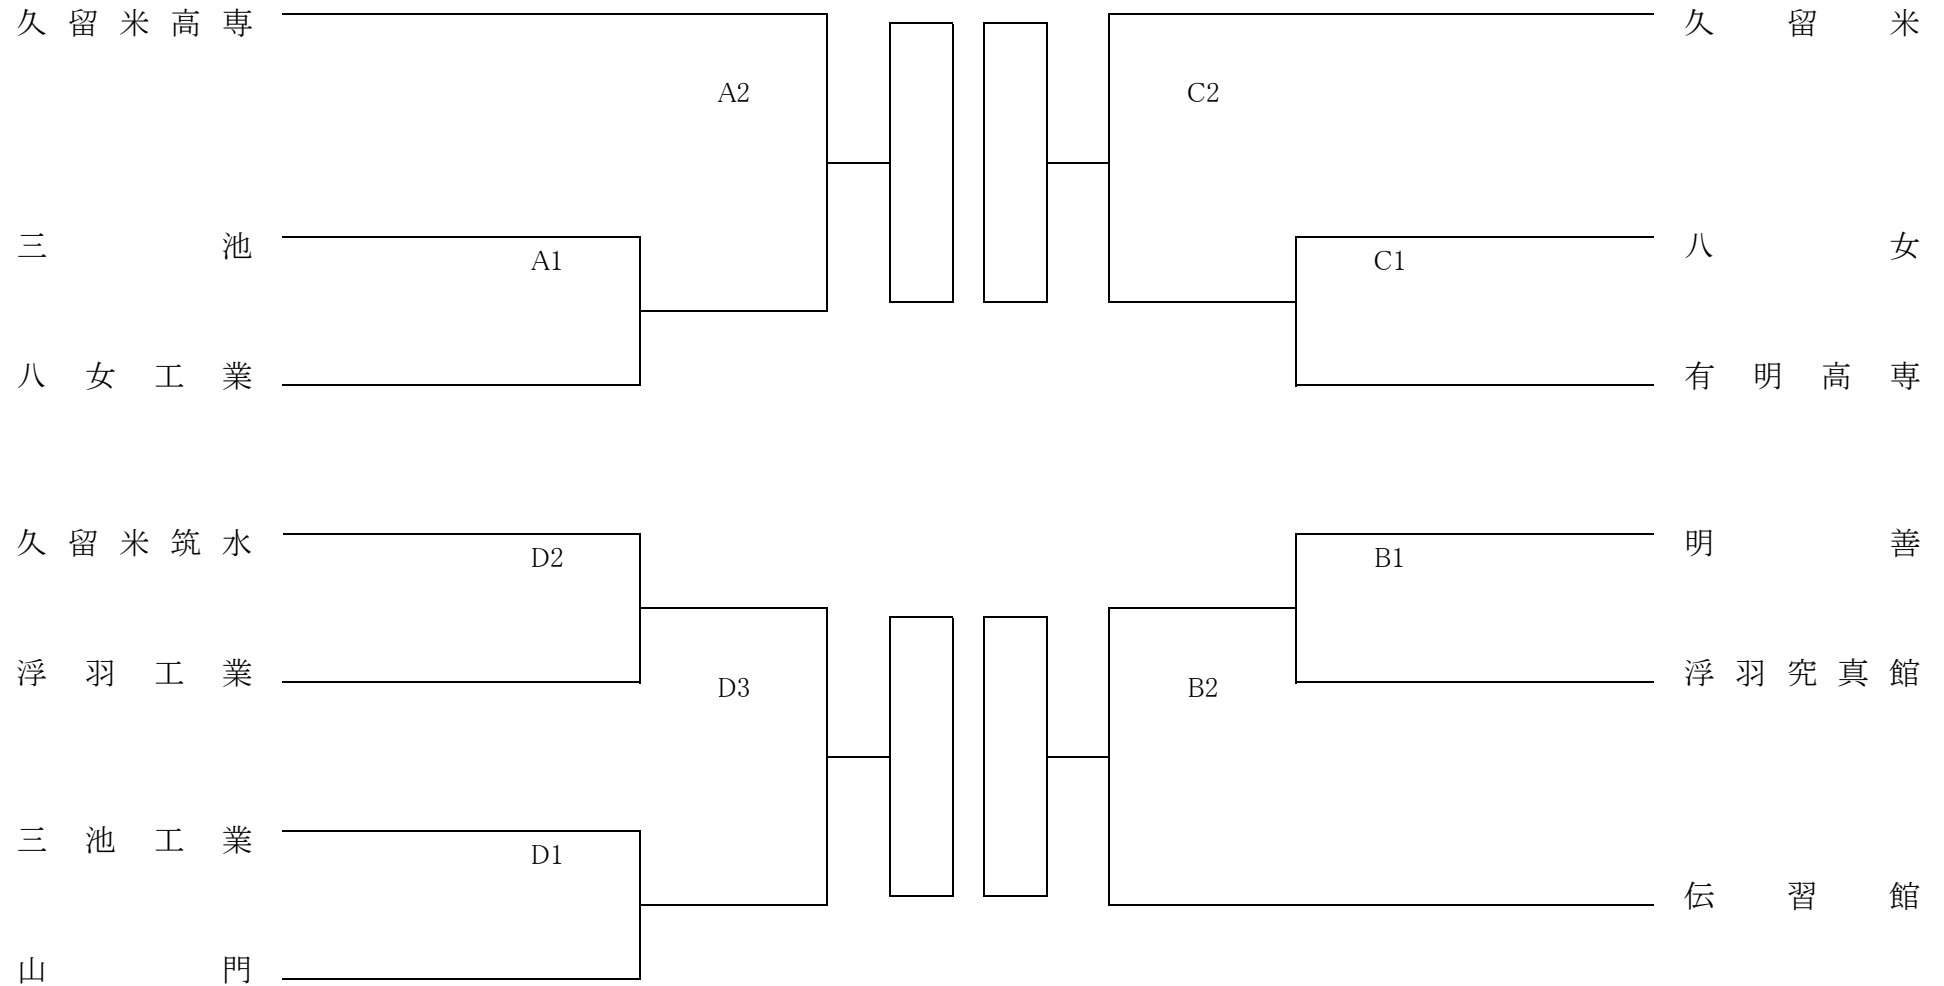 久留米高専
久留米
A2
C2
三池
八女
A1
C1
八女工業
有明高専
久留米筑水
明善
D2
B1
浮羽工業
浮羽究真館
D3
B2
三池工業
D1
伝習館
山門